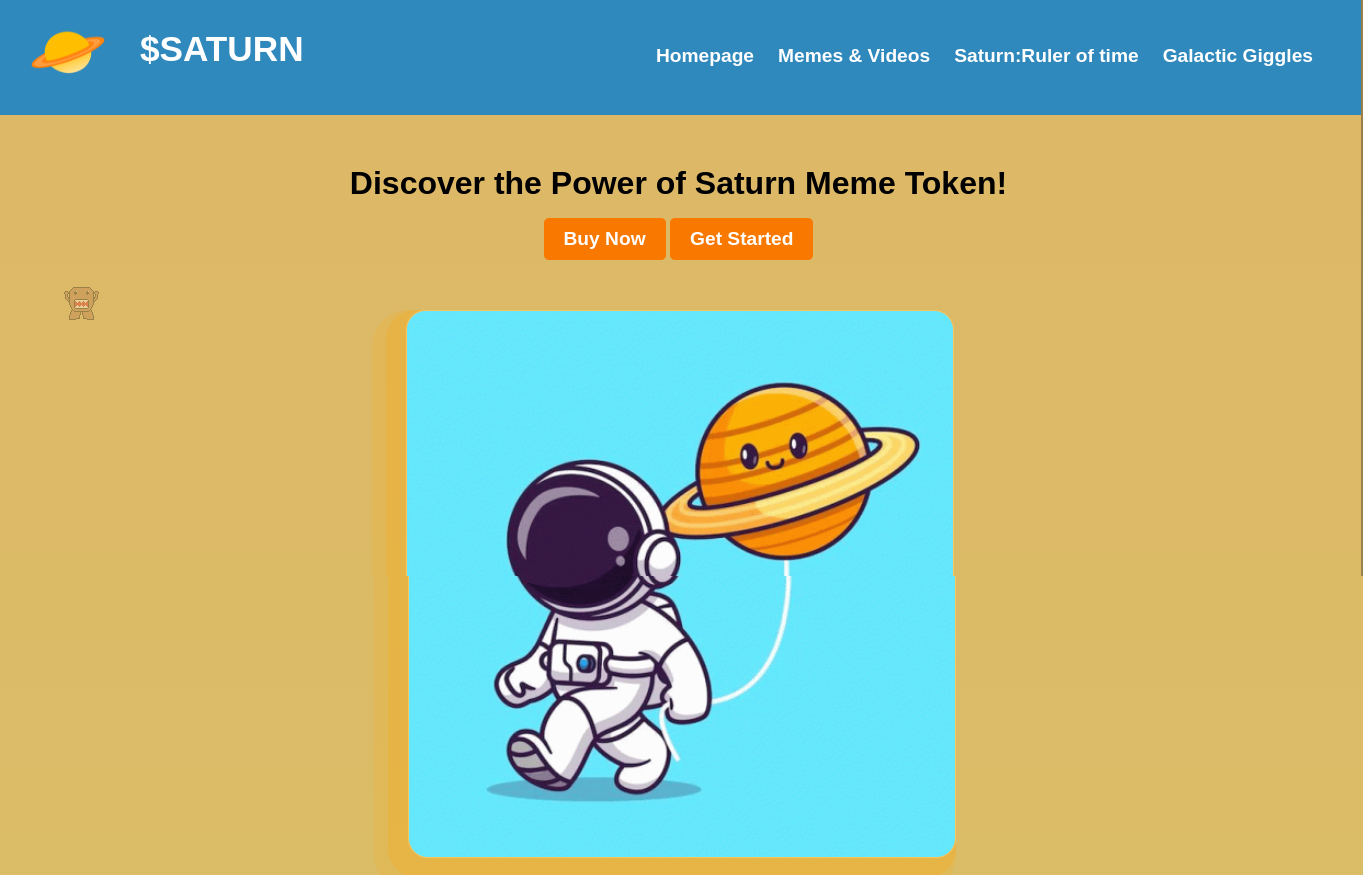 $SATURN
Homepage Memes & Videos Saturn:Ruler of time Galactic Giggles
Discover the Power of Saturn Meme Token!
Buy Now Get Started